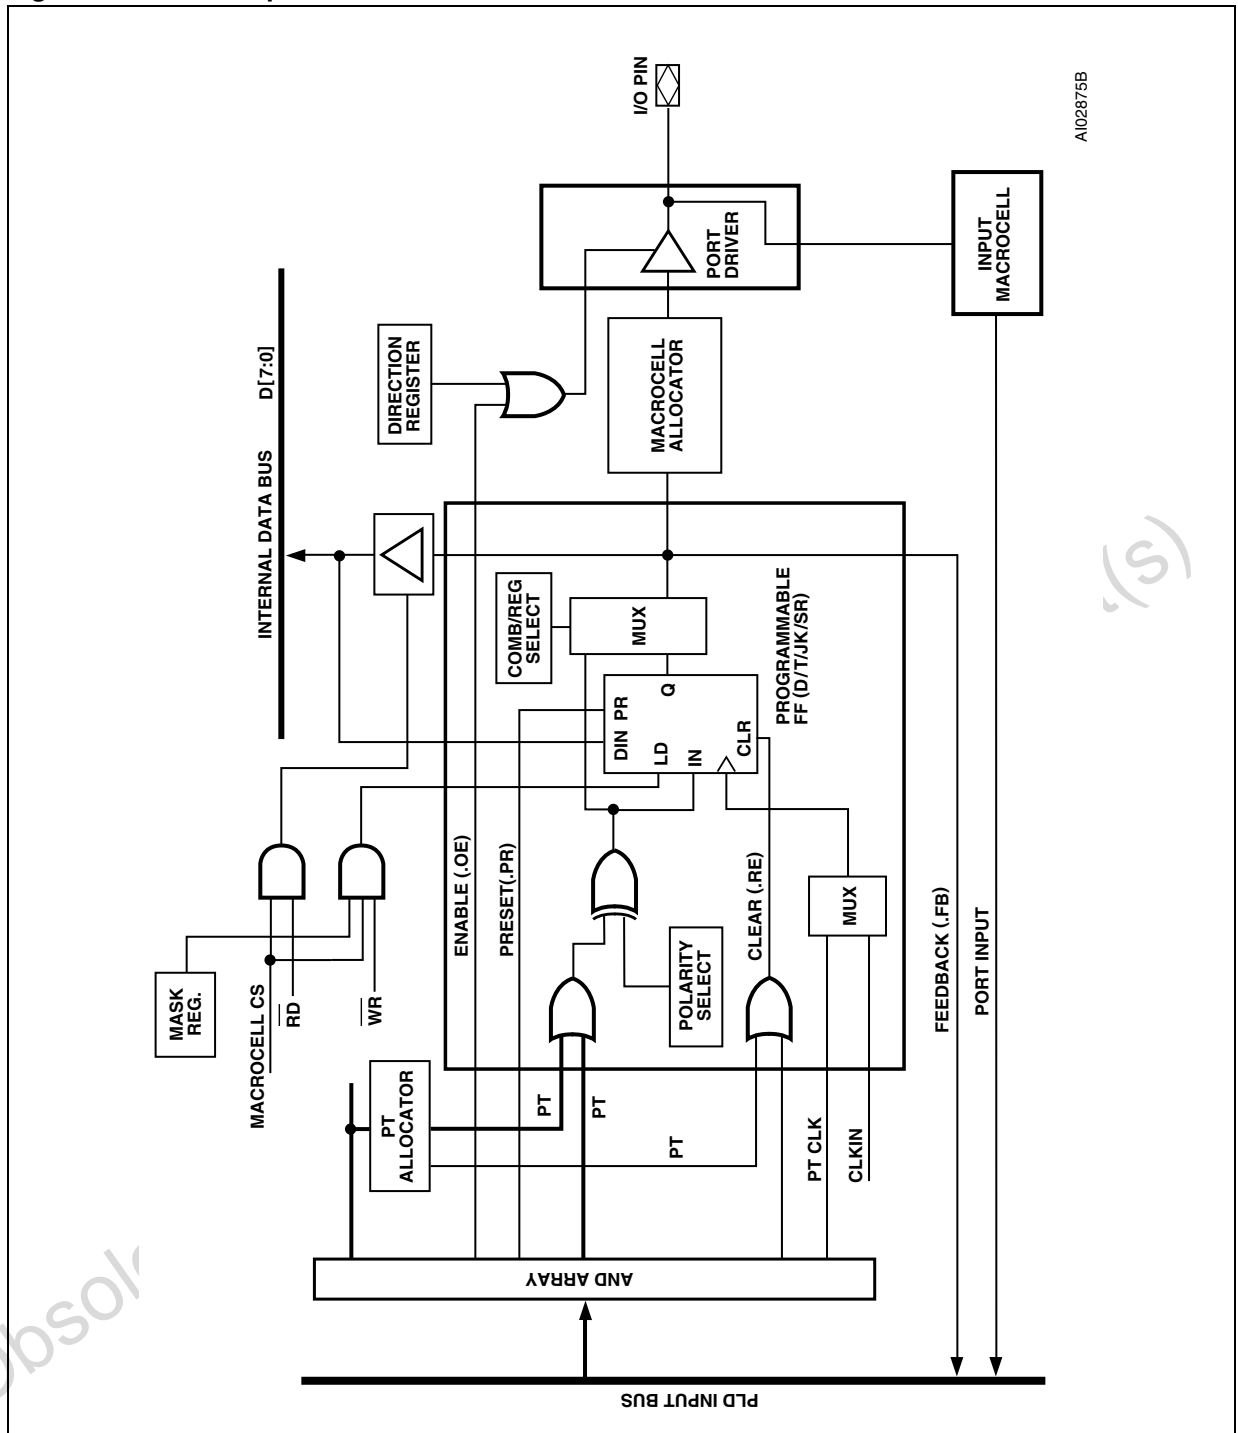 I/O PIN
AI02875B
PORT
DRIVER
INPUT
MACROCELL
D[7:0]
INTERNAL DATA BUS
DIRECTION
REGISTER
MACROCELL
ALLOCATOR
COMB/REG
SELECT
MUX
PROGRAMMABLE
FF (D/T/JK/SR)
DIN PR
LD
Q
IN
CLR
ENABLE (.OE)
PRESET(.PR)
CLEAR (.RE)
MUX
FEEDBACK (.FB)
PORT INPUT
POLARITY
SELECT
MASK
REG.
MACROCELL CS
RD
WR
PT
ALLOCATOR
PT
PT
PT
PT CLK
CLKIN
AND ARRAY
PLD INPUT BUS
(s)